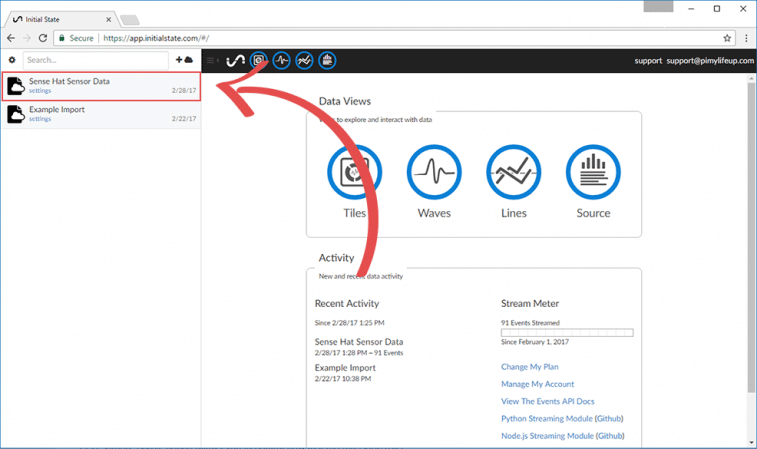 Initial State
Secure
https://app.initialstate.com/#/
Search...
support support@pimylifeup.com
Sense Hat Sensor Data
settings
2/28/17
Example Import
settings
2/22/17
Data Views
to explore and interact with data
Tiles
Waves
Lines
Source
Activity
New and recent data activity
Recent Activity
Since 2/28/17 1:25 PM
Sense Hat Sensor Data
2/28/17 1:28 PM ~ 91 Events
Example Import
2/22/17 10:38 PM
Stream Meter
91 Events Streamed
Since February 1, 2017
Change My Plan
Manage My Account
View The Events API Docs
Python Streaming Module (Github)
Node.js Streaming Module (Github)